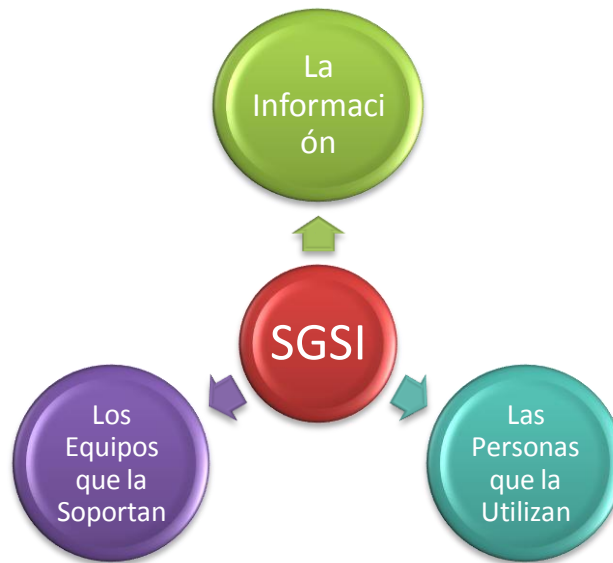 La
Informaci
ón
SGSI
Los
Equipos
que la
Soportan
Las
Personas
que la
Utilizan